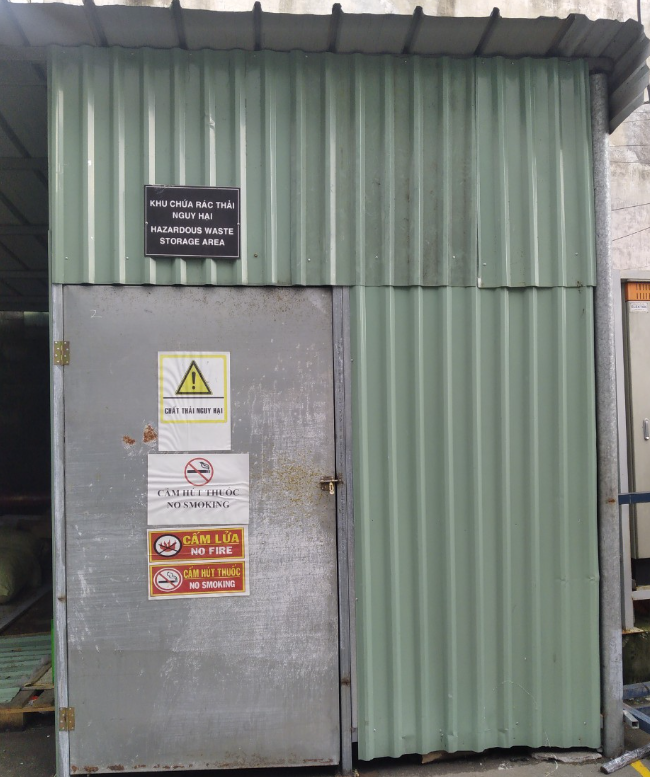 KHU CHỨA RÁC THẢI
NGUY HẠI
HAZARDOUS WASTE
STORAGE AREA
CHẤT THẢI NGUY HẠI
CẤM HÚT THUỐC
NO SMOKING
CẤM LỬA
NO FIRE
CẤM HÚT THUỐC
NO SMOKING